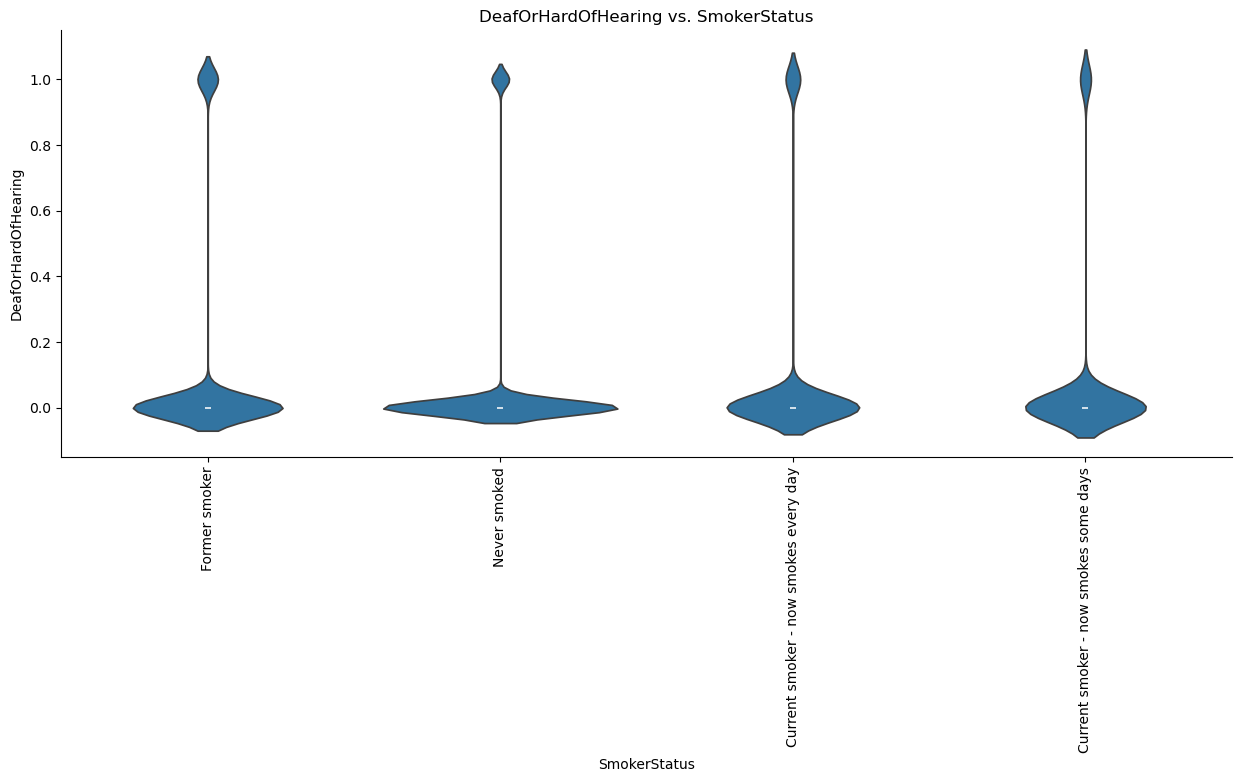 DeafOrHardOfHearing vs. SmokerStatus
DeafOrHardOfHearing
1.0
0.8
0.6
0.4
0.2
0.0
Former smoker
Never smoked
Current smoker - now smokes every day
Current smoker - now smokes some days
SmokerStatus